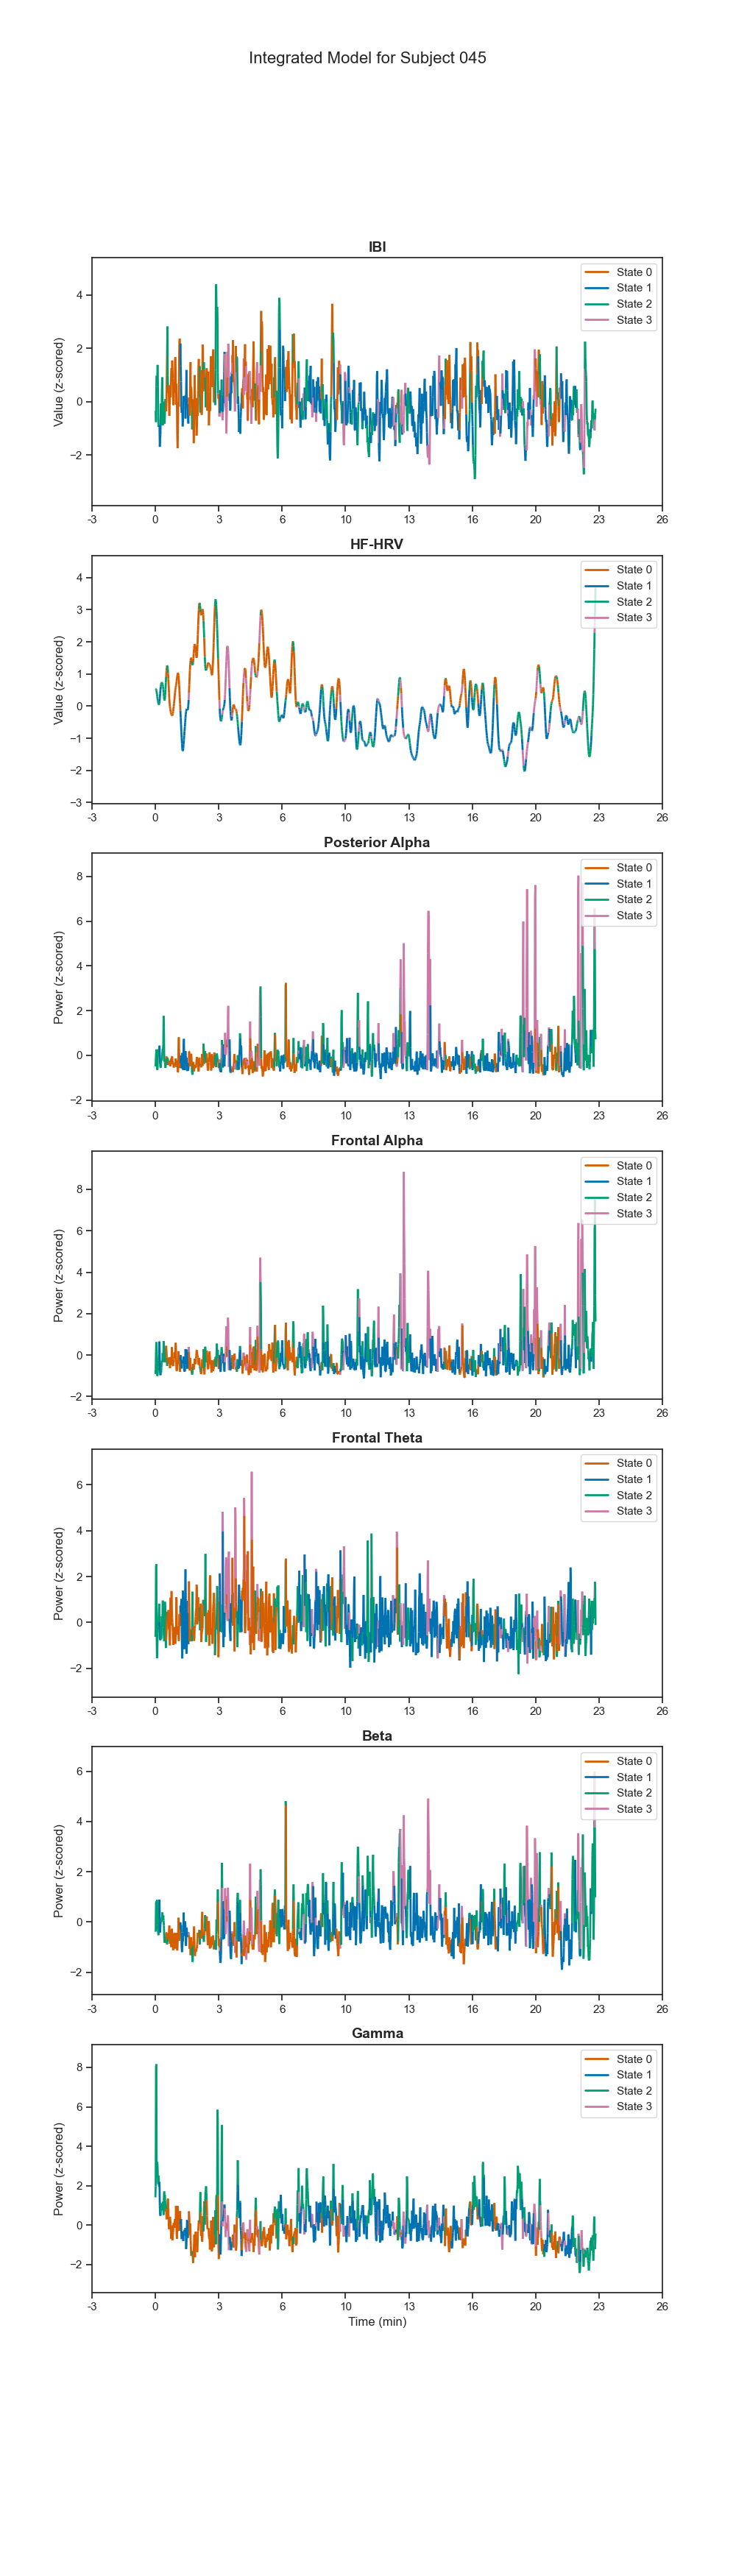 Integrated Model for Subject 045
IBI
Value (z-scored)
4
2
0
−2
State 0
State 1
State 2
State 3
-3 0 3 6 10 13 16 20 23 26
HF-HRV
Value (z-scored)
4
3
2
1
0
−1
−2
−3
State 0
State 1
State 2
State 3
-3 0 3 6 10 13 16 20 23 26
Posterior Alpha
Power (z-scored)
8
6
4
2
0
−2
State 0
State 1
State 2
State 3
-3 0 3 6 10 13 16 20 23 26
Frontal Alpha
Power (z-scored)
8
6
4
2
0
−2
State 0
State 1
State 2
State 3
-3 0 3 6 10 13 16 20 23 26
Frontal Theta
Power (z-scored)
6
4
2
0
−2
State 0
State 1
State 2
State 3
-3 0 3 6 10 13 16 20 23 26
Beta
Power (z-scored)
6
4
2
0
−2
State 0
State 1
State 2
State 3
-3 0 3 6 10 13 16 20 23 26
Gamma
Power (z-scored)
8
6
4
2
0
−2
State 0
State 1
State 2
State 3
-3 0 3 6 10 13 16 20 23 26
Time (min)